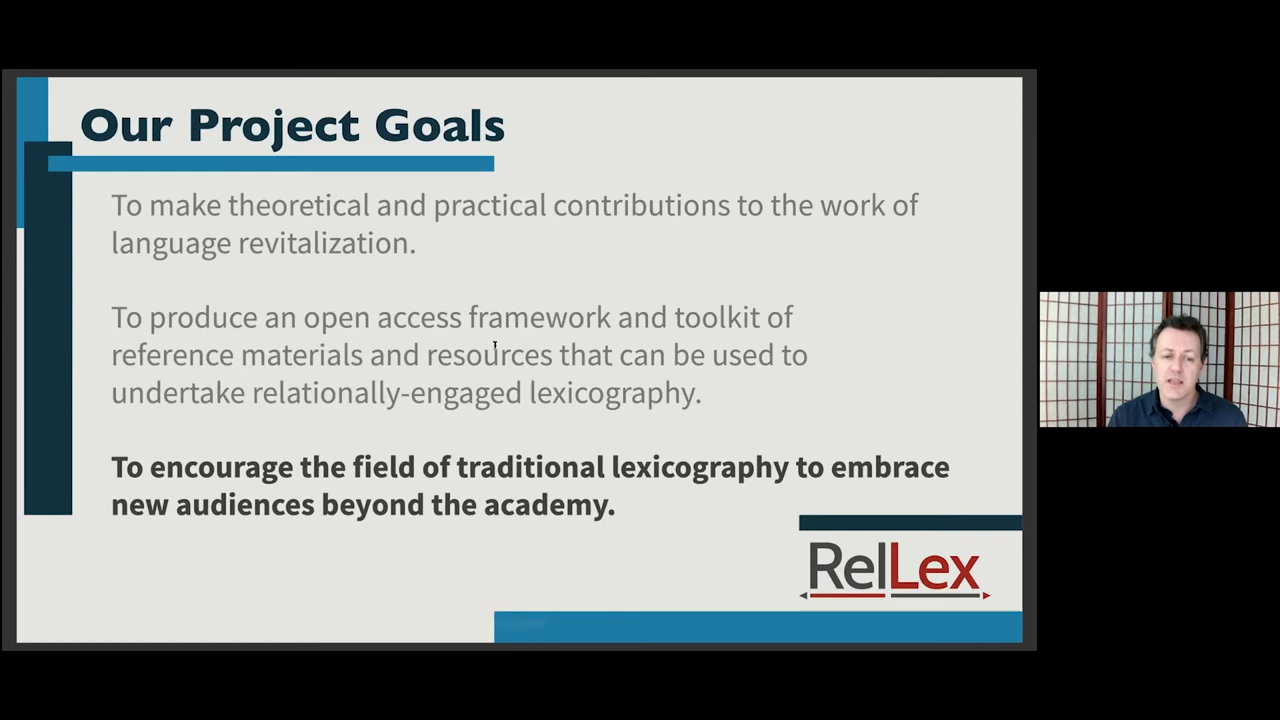 Our Project Goals
To make theoretical and practical contributions to the work of
language revitalization.
To produce an open access framework and toolkit of
reference materials and resources that can be used to
undertake relationally-engaged lexicography.
To encourage the field of traditional lexicography to embrace
new audiences beyond the academy.
RelLex